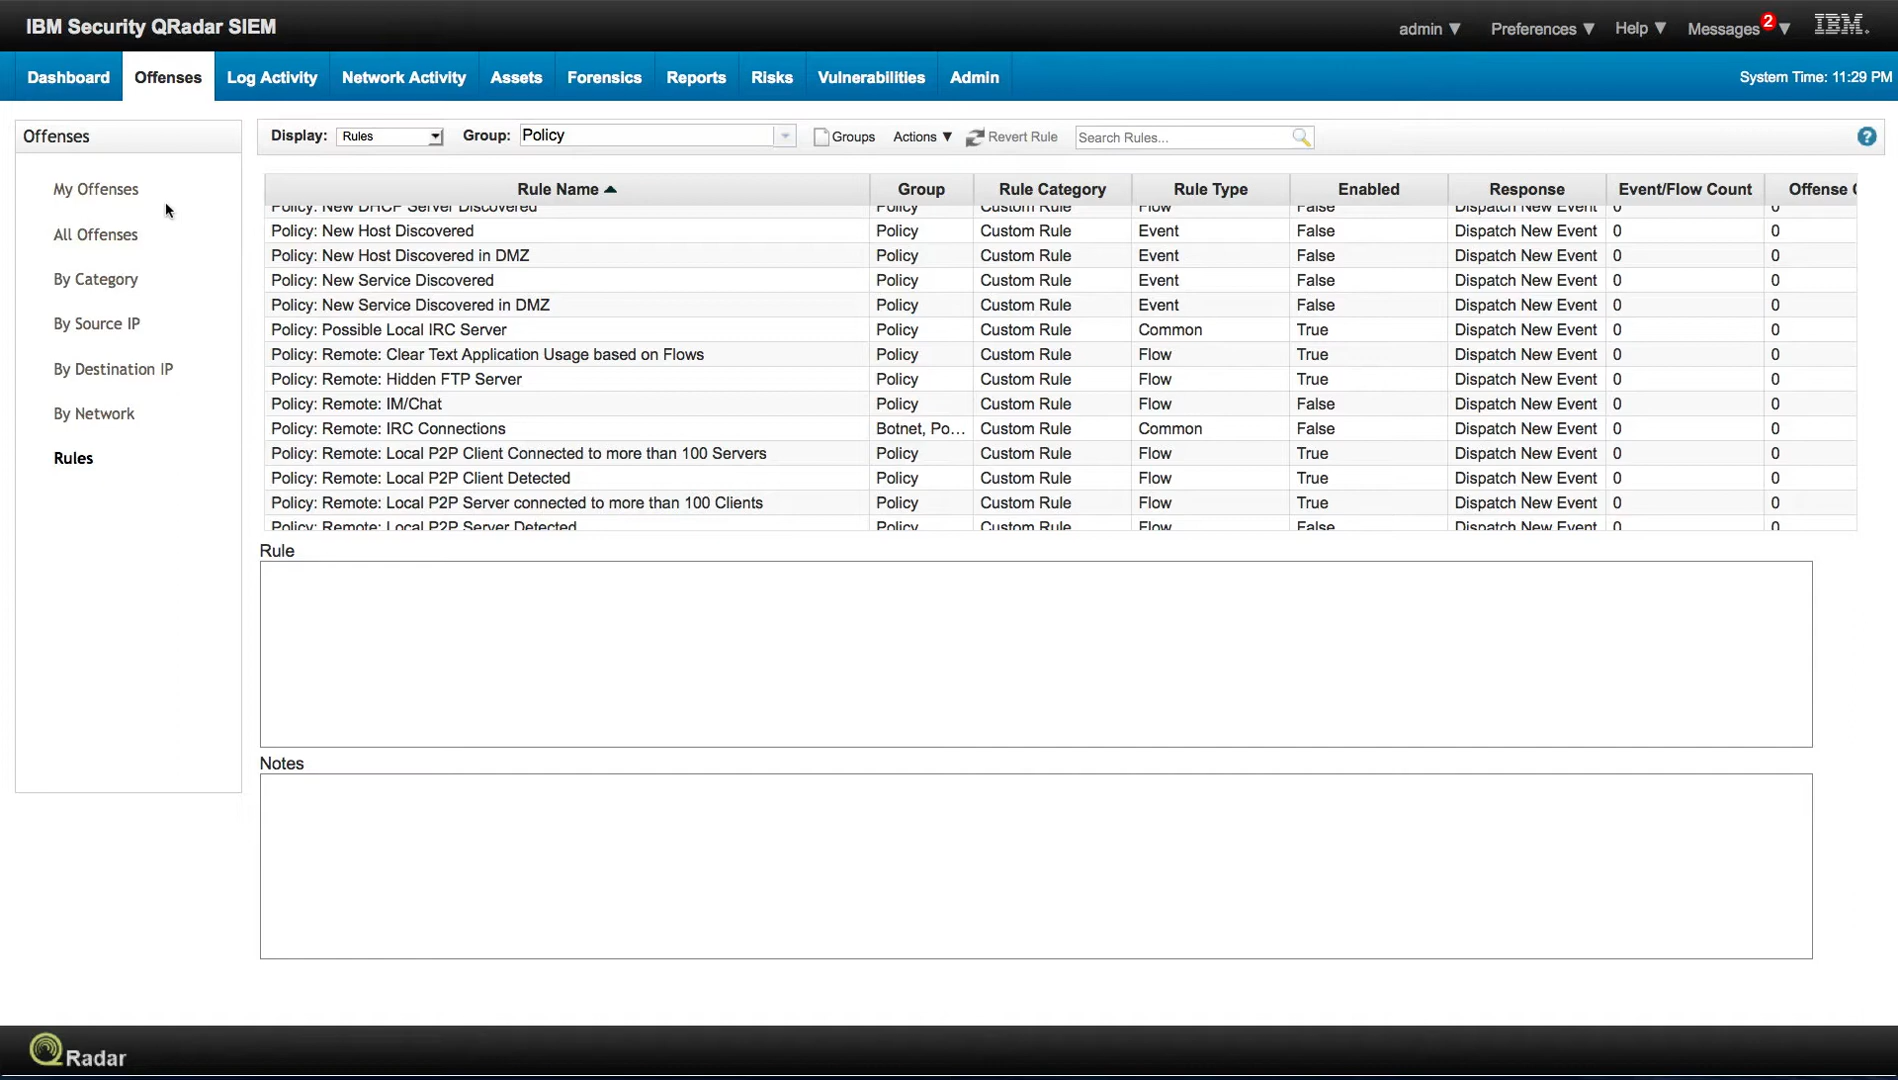 IBM Security QRadar SIEM
admin ▼ Preferences ▼ Help ▼ Messages 2 ▼ IBM.
Dashboard Offenses Log Activity Network Activity Assets Forensics Reports Risks Vulnerabilities Admin System Time: 11:29 PM
Offenses
My Offenses
All Offenses
By Category
By Source IP
By Destination IP
By Network
Rules
Display: Rules Group: Policy Groups Actions ▼ Revert Rule Search Rules...
Rule Name Group Rule Category Rule Type Enabled Response Event/Flow Count Offense C
Policy: New DHCP Server Discovered Policy Custom Rule Flow False Dispatch New Event 0 0
Policy: New Host Discovered Policy Custom Rule Event False Dispatch New Event 0 0
Policy: New Host Discovered in DMZ Policy Custom Rule Event False Dispatch New Event 0 0
Policy: New Service Discovered Policy Custom Rule Event False Dispatch New Event 0 0
Policy: New Service Discovered in DMZ Policy Custom Rule Event False Dispatch New Event 0 0
Policy: Possible Local IRC Server Policy Custom Rule Common True Dispatch New Event 0 0
Policy: Remote: Clear Text Application Usage based on Flows Policy Custom Rule Flow True Dispatch New Event 0 0
Policy: Remote: Hidden FTP Server Policy Custom Rule Flow True Dispatch New Event 0 0
Policy: Remote: IM/Chat Policy Custom Rule Flow False Dispatch New Event 0 0
Policy: Remote: IRC Connections Botnet, Po... Custom Rule Common False Dispatch New Event 0 0
Policy: Remote: Local P2P Client Connected to more than 100 Servers Policy Custom Rule Flow True Dispatch New Event 0 0
Policy: Remote: Local P2P Client Detected Policy Custom Rule Flow True Dispatch New Event 0 0
Policy: Remote: Local P2P Server connected to more than 100 Clients Policy Custom Rule Flow True Dispatch New Event 0 0
Policy: Remote: Local P2P Server Detected Policy Custom Rule Flow False Dispatch New Event 0 0
Rule
Notes
QRadar